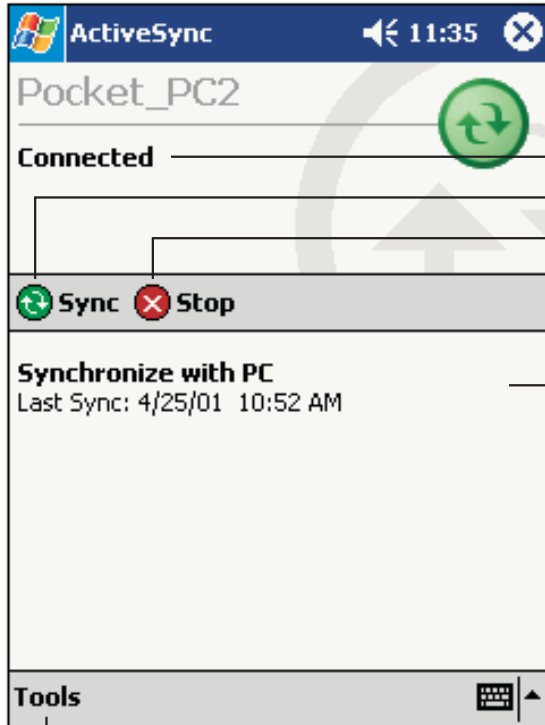 ActiveSync 11:35
Pocket_PC2
Connected
Sync Stop
Synchronize with PC
Last Sync: 4/25/01 10:52 AM
Tools